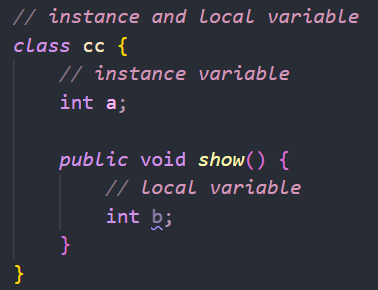 // instance and local variable
class cc {
    // instance variable
    int a;

    public void show() {
        // local variable
        int b;
    }
}